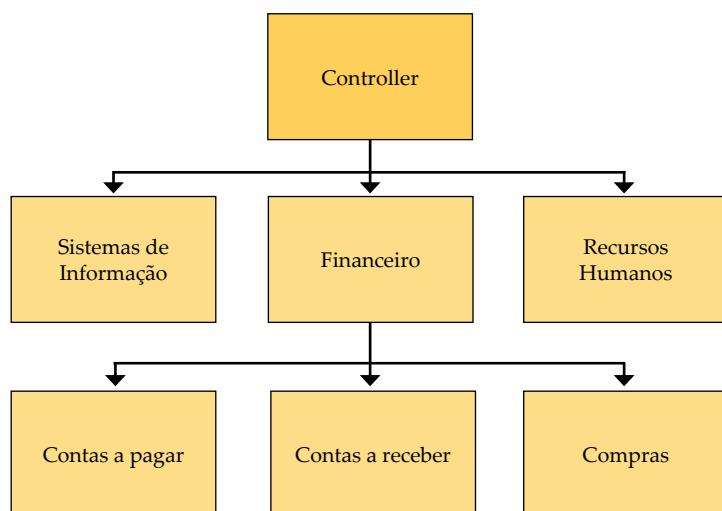 Controller
Sistemas de
Informação
Financeiro
Recursos
Humanos
Contas a pagar
Contas a receber
Compras